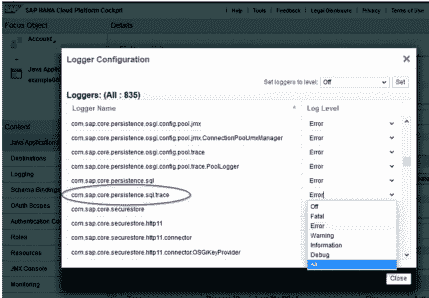 SAP HANA Cloud Platform Cockpit
Help | Tools | Feedback | Legal Disclosure | Privacy | Terms of Use
Focus Object
Details
Account
Java Applic
example08
Content
Java Application
Destinations
Logging
Schema Bindings
OAuth Scopes
Authentication Co
Roles
Resources
JMX Console
Monitoring
Logger Configuration
Set loggers to level: Off
Set
Loggers: (All : 835)
Logger Name
Log Level
com.sap.core.persistence.osgi.config.pool.jmx
Error
com.sap.core.persistence.osgi.config.pool.jmx.ConnectionPoolJmxManager
Error
com.sap.core.persistence.osgi.config.pool.trace
Error
com.sap.core.persistence.osgi.config.pool.trace.PoolLogger
Error
com.sap.core.persistence.sql
Error
com.sap.core.persistence.sql.trace
Error
com.sap.core.securestore
com.sap.core.securestore.http11
com.sap.core.securestore.http11.connector
com.sap.core.securestore.http11.connector.OSGiKeyProvider
Off
Fatal
Error
Warning
Information
Debug
All
Close